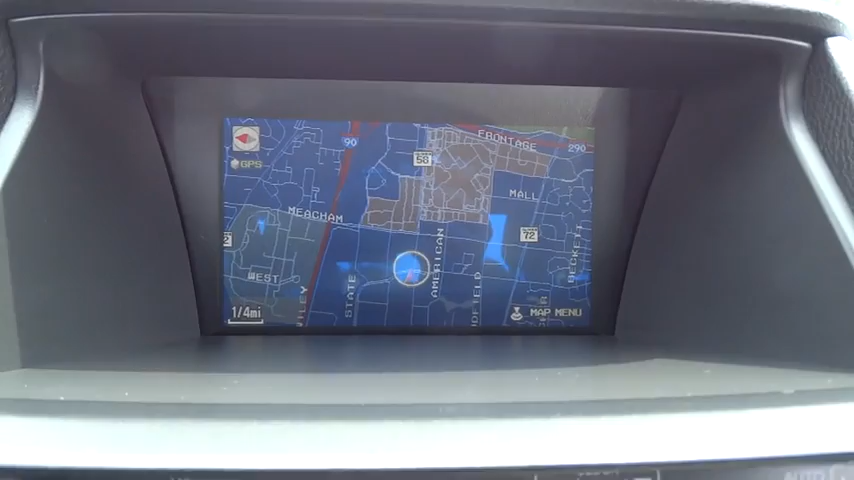 FRONTAGE
90
290
58
GPS
MALL
MEACHAM
72
2
AMERICAN
BECKETT
WEST
STATE
1/4mi
MAP MENU